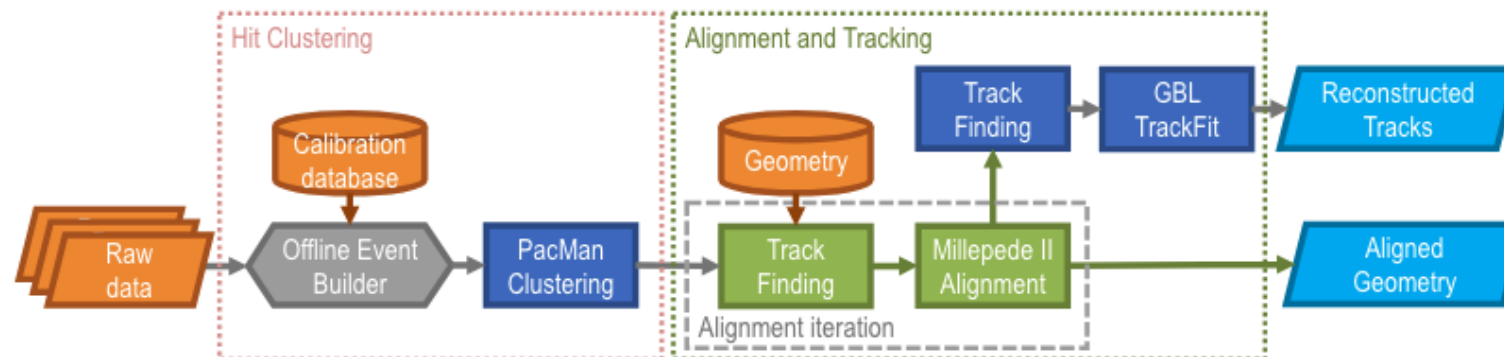 Hit Clustering
Alignment and Tracking
Track
Finding
GBL
TrackFit
Reconstructed
Tracks
Calibration
database
Geometry
Raw
data
Offline Event
Builder
PacMan
Clustering
Track
Finding
Millepede II
Alignment
Aligned
Geometry
Alignment iteration